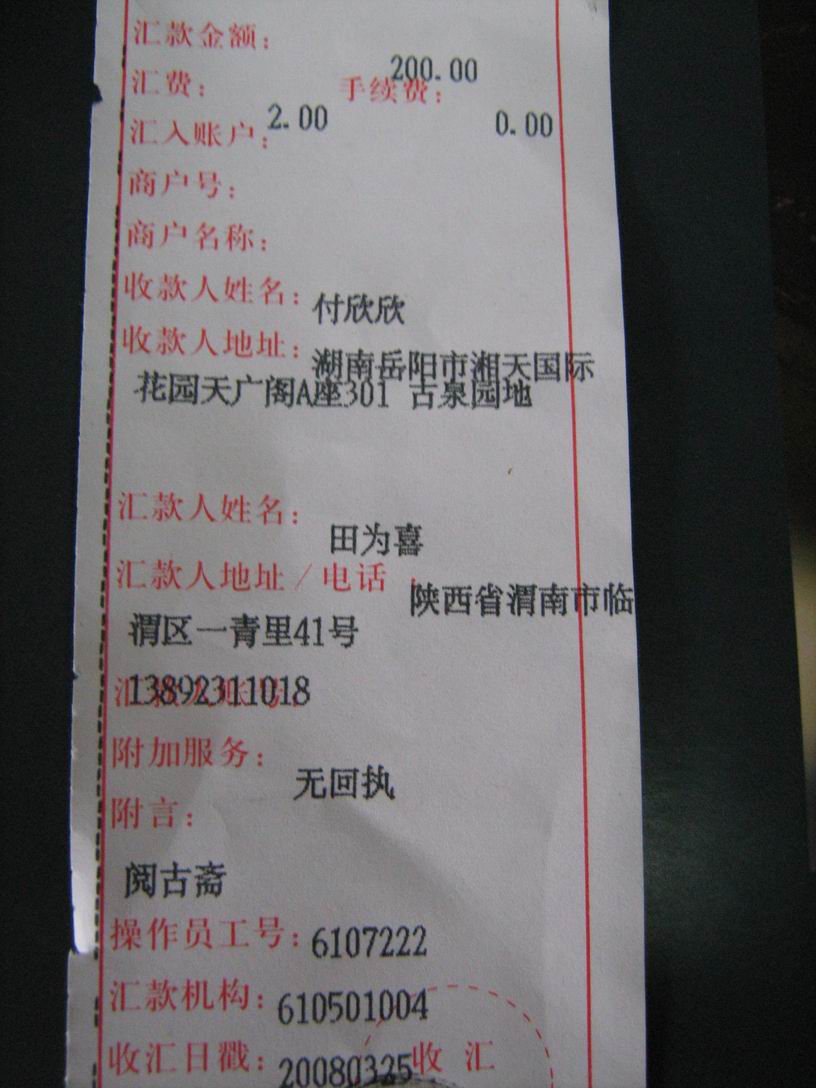 汇款金额：
200.00
汇费： 手续费：
2.00 0.00
汇入账户：
商户号：
商户名称：
收款人姓名：付欣欣
收款人地址：湖南岳阳市湘天国际
花园天广阁A座301 古泉园地
汇款人姓名：
田为喜
汇款人地址/电话：
陕西省渭南市临
渭区一青里41号
13892311018
附加服务：
无回执
附言：
阅古斋
操作员工号：6107222
汇款机构：610501004
收汇日戳：20080325 收 汇